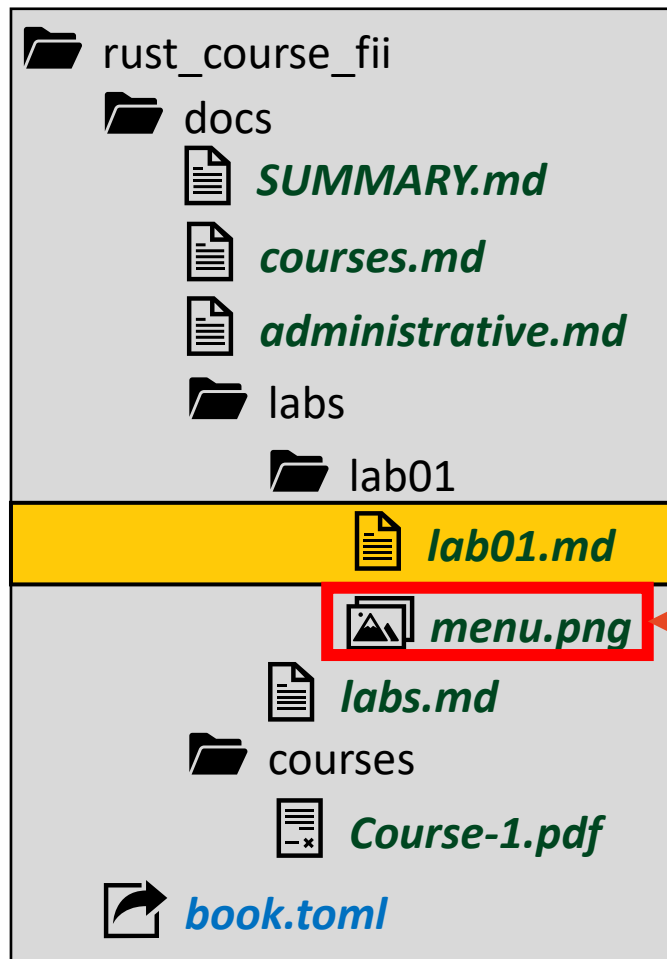 rust_course_fii
docs
SUMMARY.md
courses.md
administrative.md
labs
lab01
lab01.md
menu.png
labs.md
courses
Course-1.pdf
book.toml